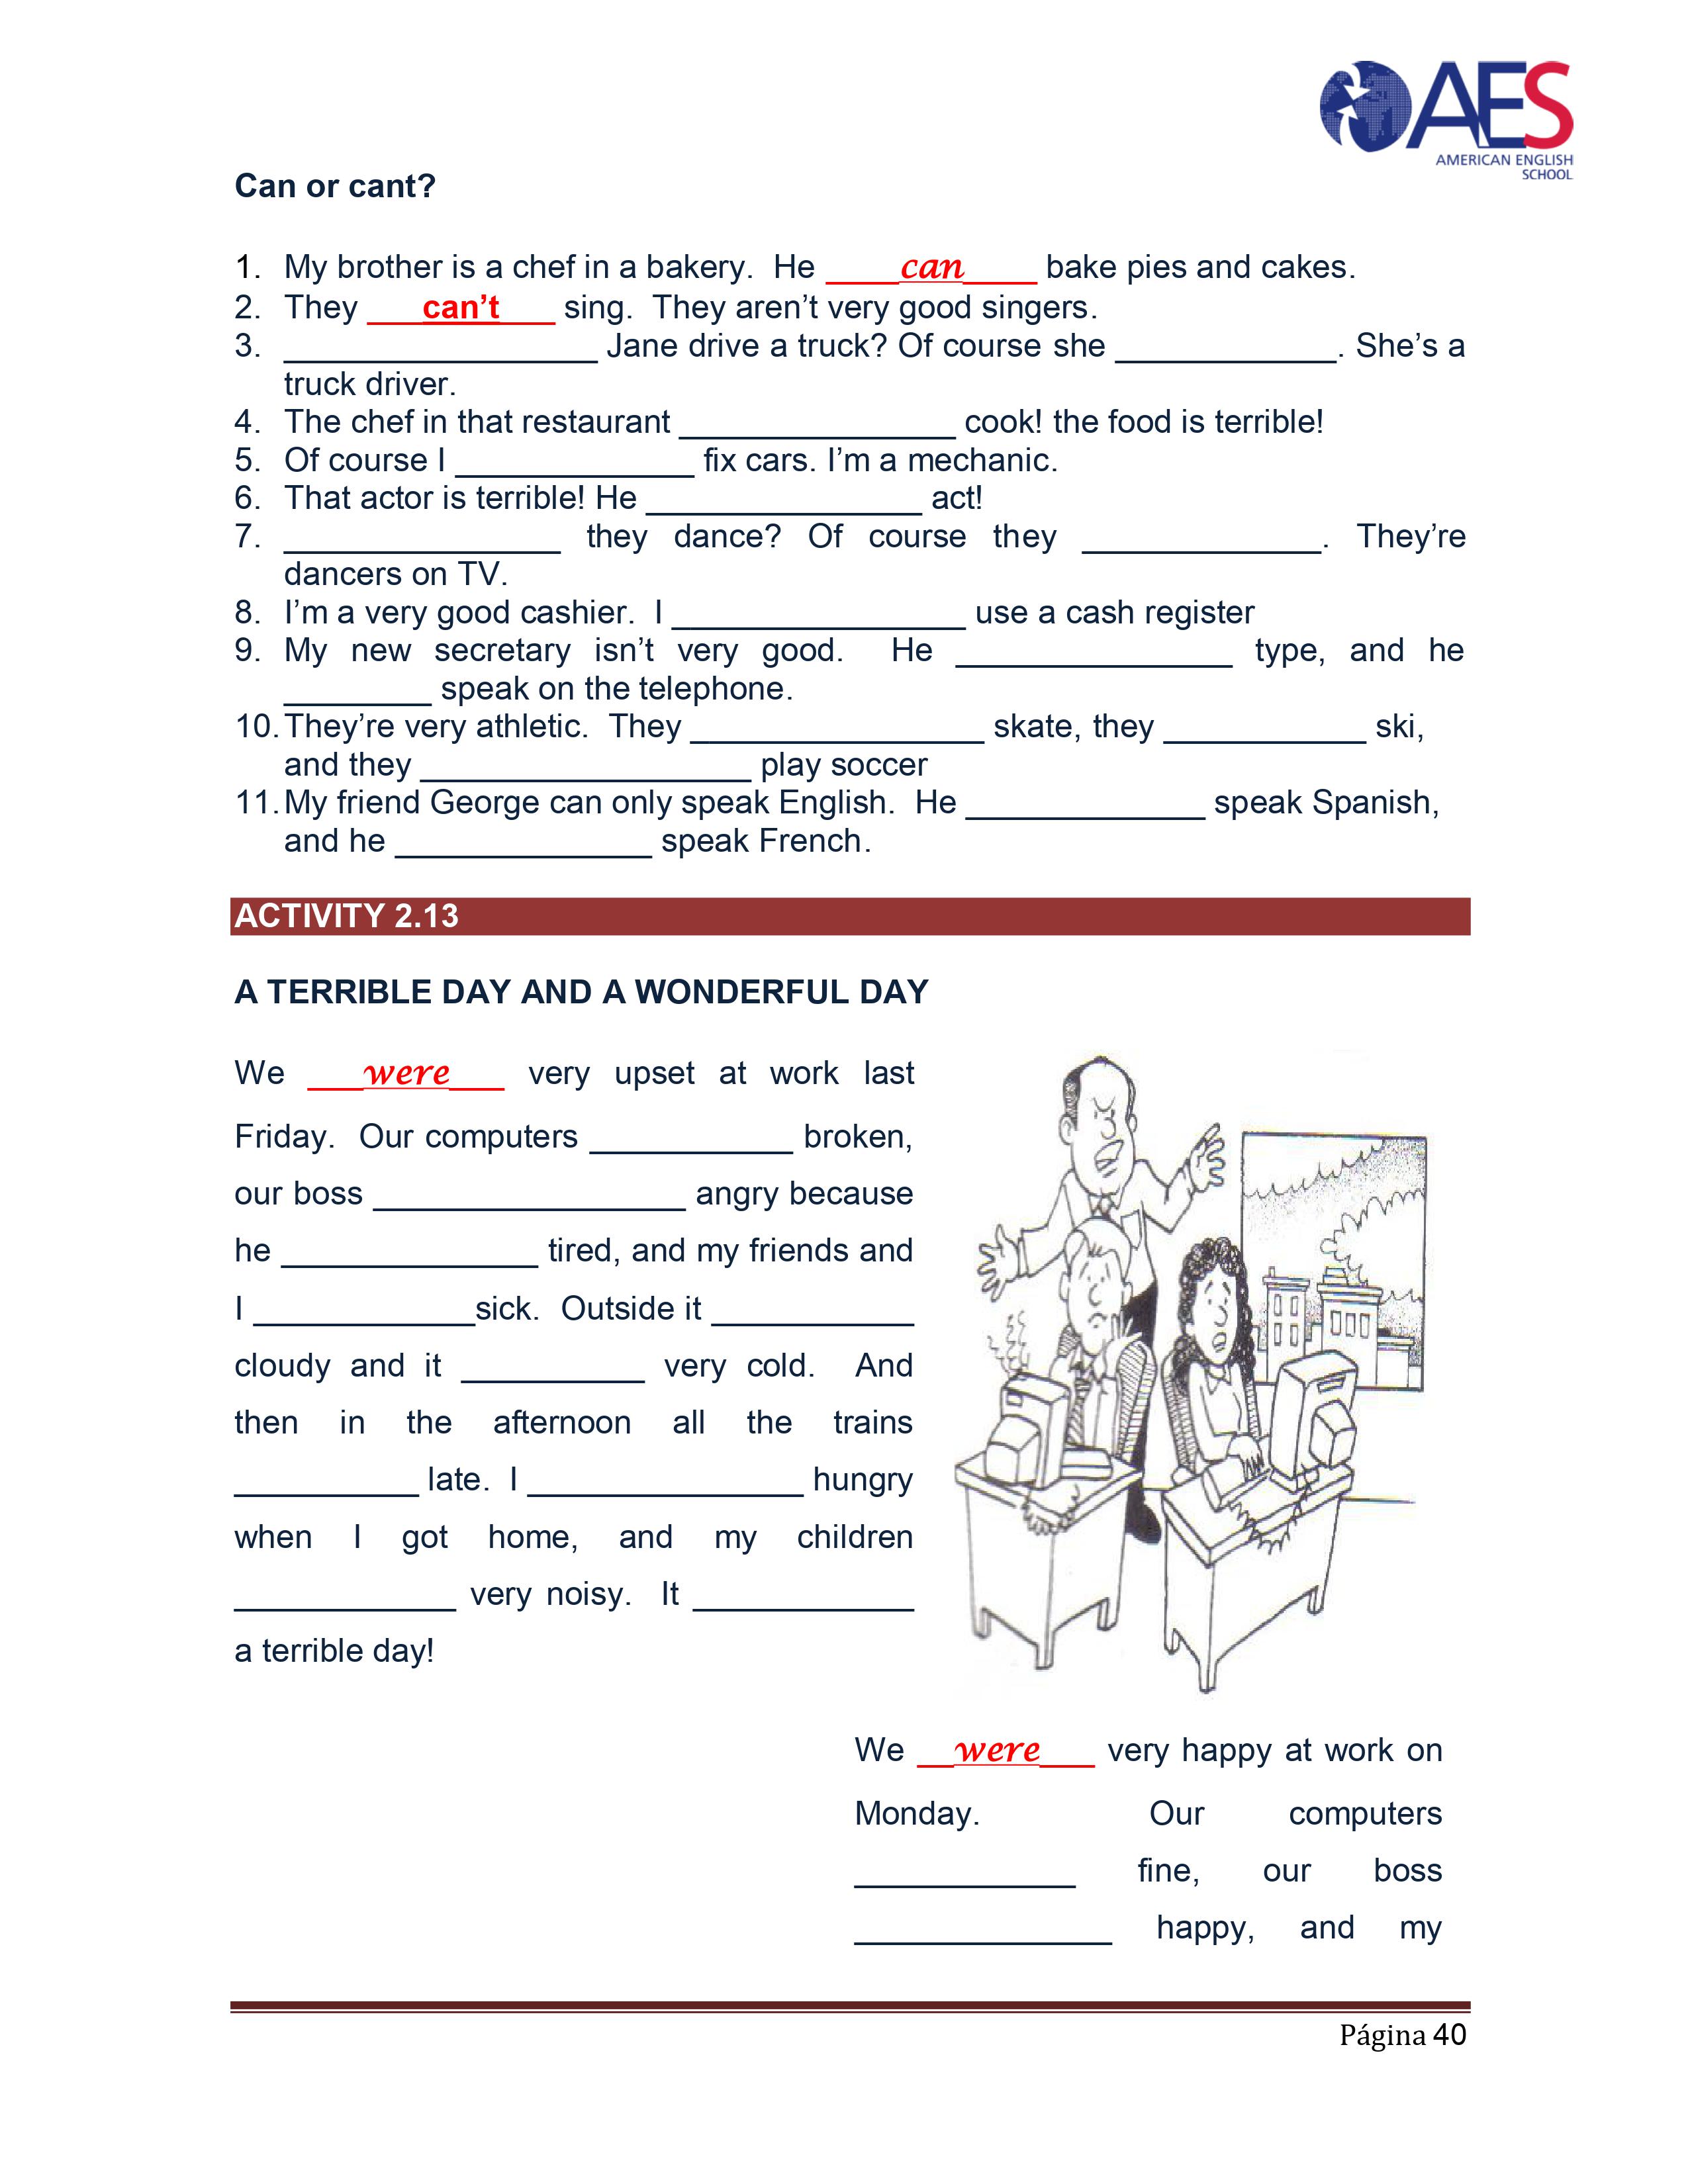 AES
AMERICAN ENGLISH
SCHOOL
Can or cant?
1. My brother is a chef in a bakery. He ____can____ bake pies and cakes.
2. They ___can’t___ sing. They aren’t very good singers.
3. _________________ Jane drive a truck? Of course she ____________. She’s a
truck driver.
4. The chef in that restaurant _______________ cook! the food is terrible!
5. Of course I _____________ fix cars. I’m a mechanic.
6. That actor is terrible! He _______________ act!
7. _______________ they dance? Of course they _____________. They’re
dancers on TV.
8. I’m a very good cashier. I ________________ use a cash register
9. My new secretary isn’t very good. He _______________ type, and he
________ speak on the telephone.
10. They’re very athletic. They ________________ skate, they ___________ ski,
and they __________________ play soccer
11. My friend George can only speak English. He _____________ speak Spanish,
and he ______________ speak French.
ACTIVITY 2.13
A TERRIBLE DAY AND A WONDERFUL DAY
We ___were___ very upset at work last
Friday. Our computers ___________ broken,
our boss _________________ angry because
he ______________ tired, and my friends and
I ____________sick. Outside it ___________
cloudy and it __________ very cold. And
then in the afternoon all the trains
__________ late. I _______________ hungry
when I got home, and my children
____________ very noisy. It ____________
a terrible day!
We __were___ very happy at work on
Monday. Our computers
____________ fine, our boss
______________ happy, and my
Página 40